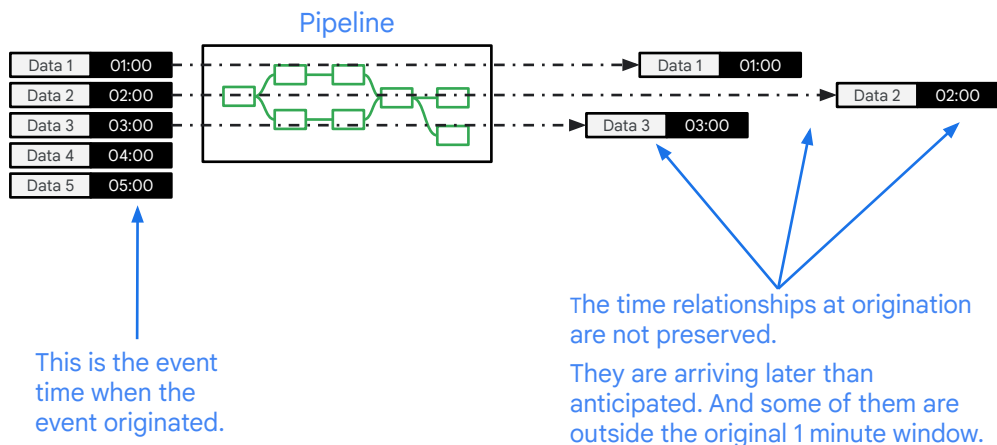 Pipeline
Data 1 01:00
Data 2 02:00
Data 3 03:00
Data 4 04:00
Data 5 05:00
Data 1 01:00
Data 2 02:00
Data 3 03:00
This is the event
time when the
event originated.
The time relationships at origination
are not preserved.
They are arriving later than
anticipated. And some of them are
outside the original 1 minute window.